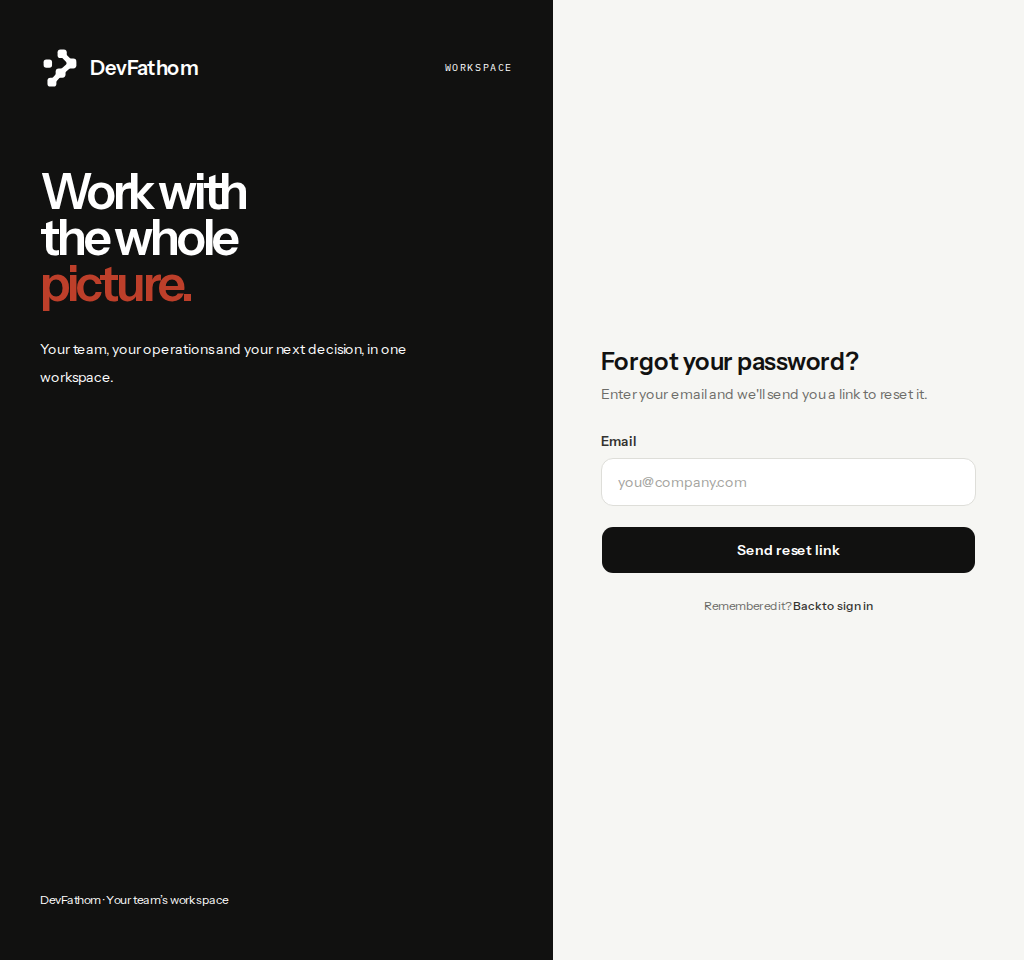 DevFathom
WORKSPACE
Work with
the whole
picture.
Your team, your operations and your next decision, in one
workspace.
DevFathom · Your team's workspace
Forgot your password?
Enter your email and we'll send you a link to reset it.
Email
you@company.com
Send reset link
Remembered it? Back to sign in